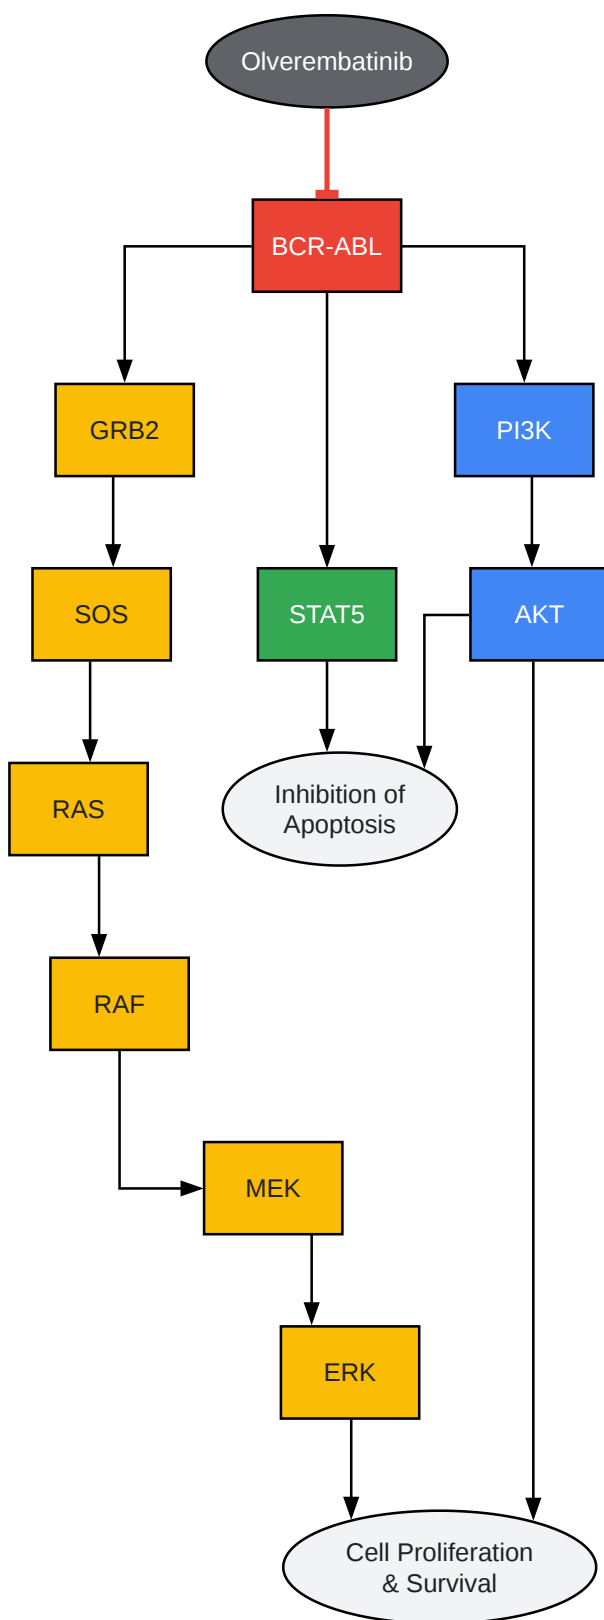 Olverembatinib
BCR-ABL
GRB2
PI3K
SOS
STAT5
AKT
RAS
Inhibition of
Apoptosis
RAF
MEK
ERK
Cell Proliferation
& Survival